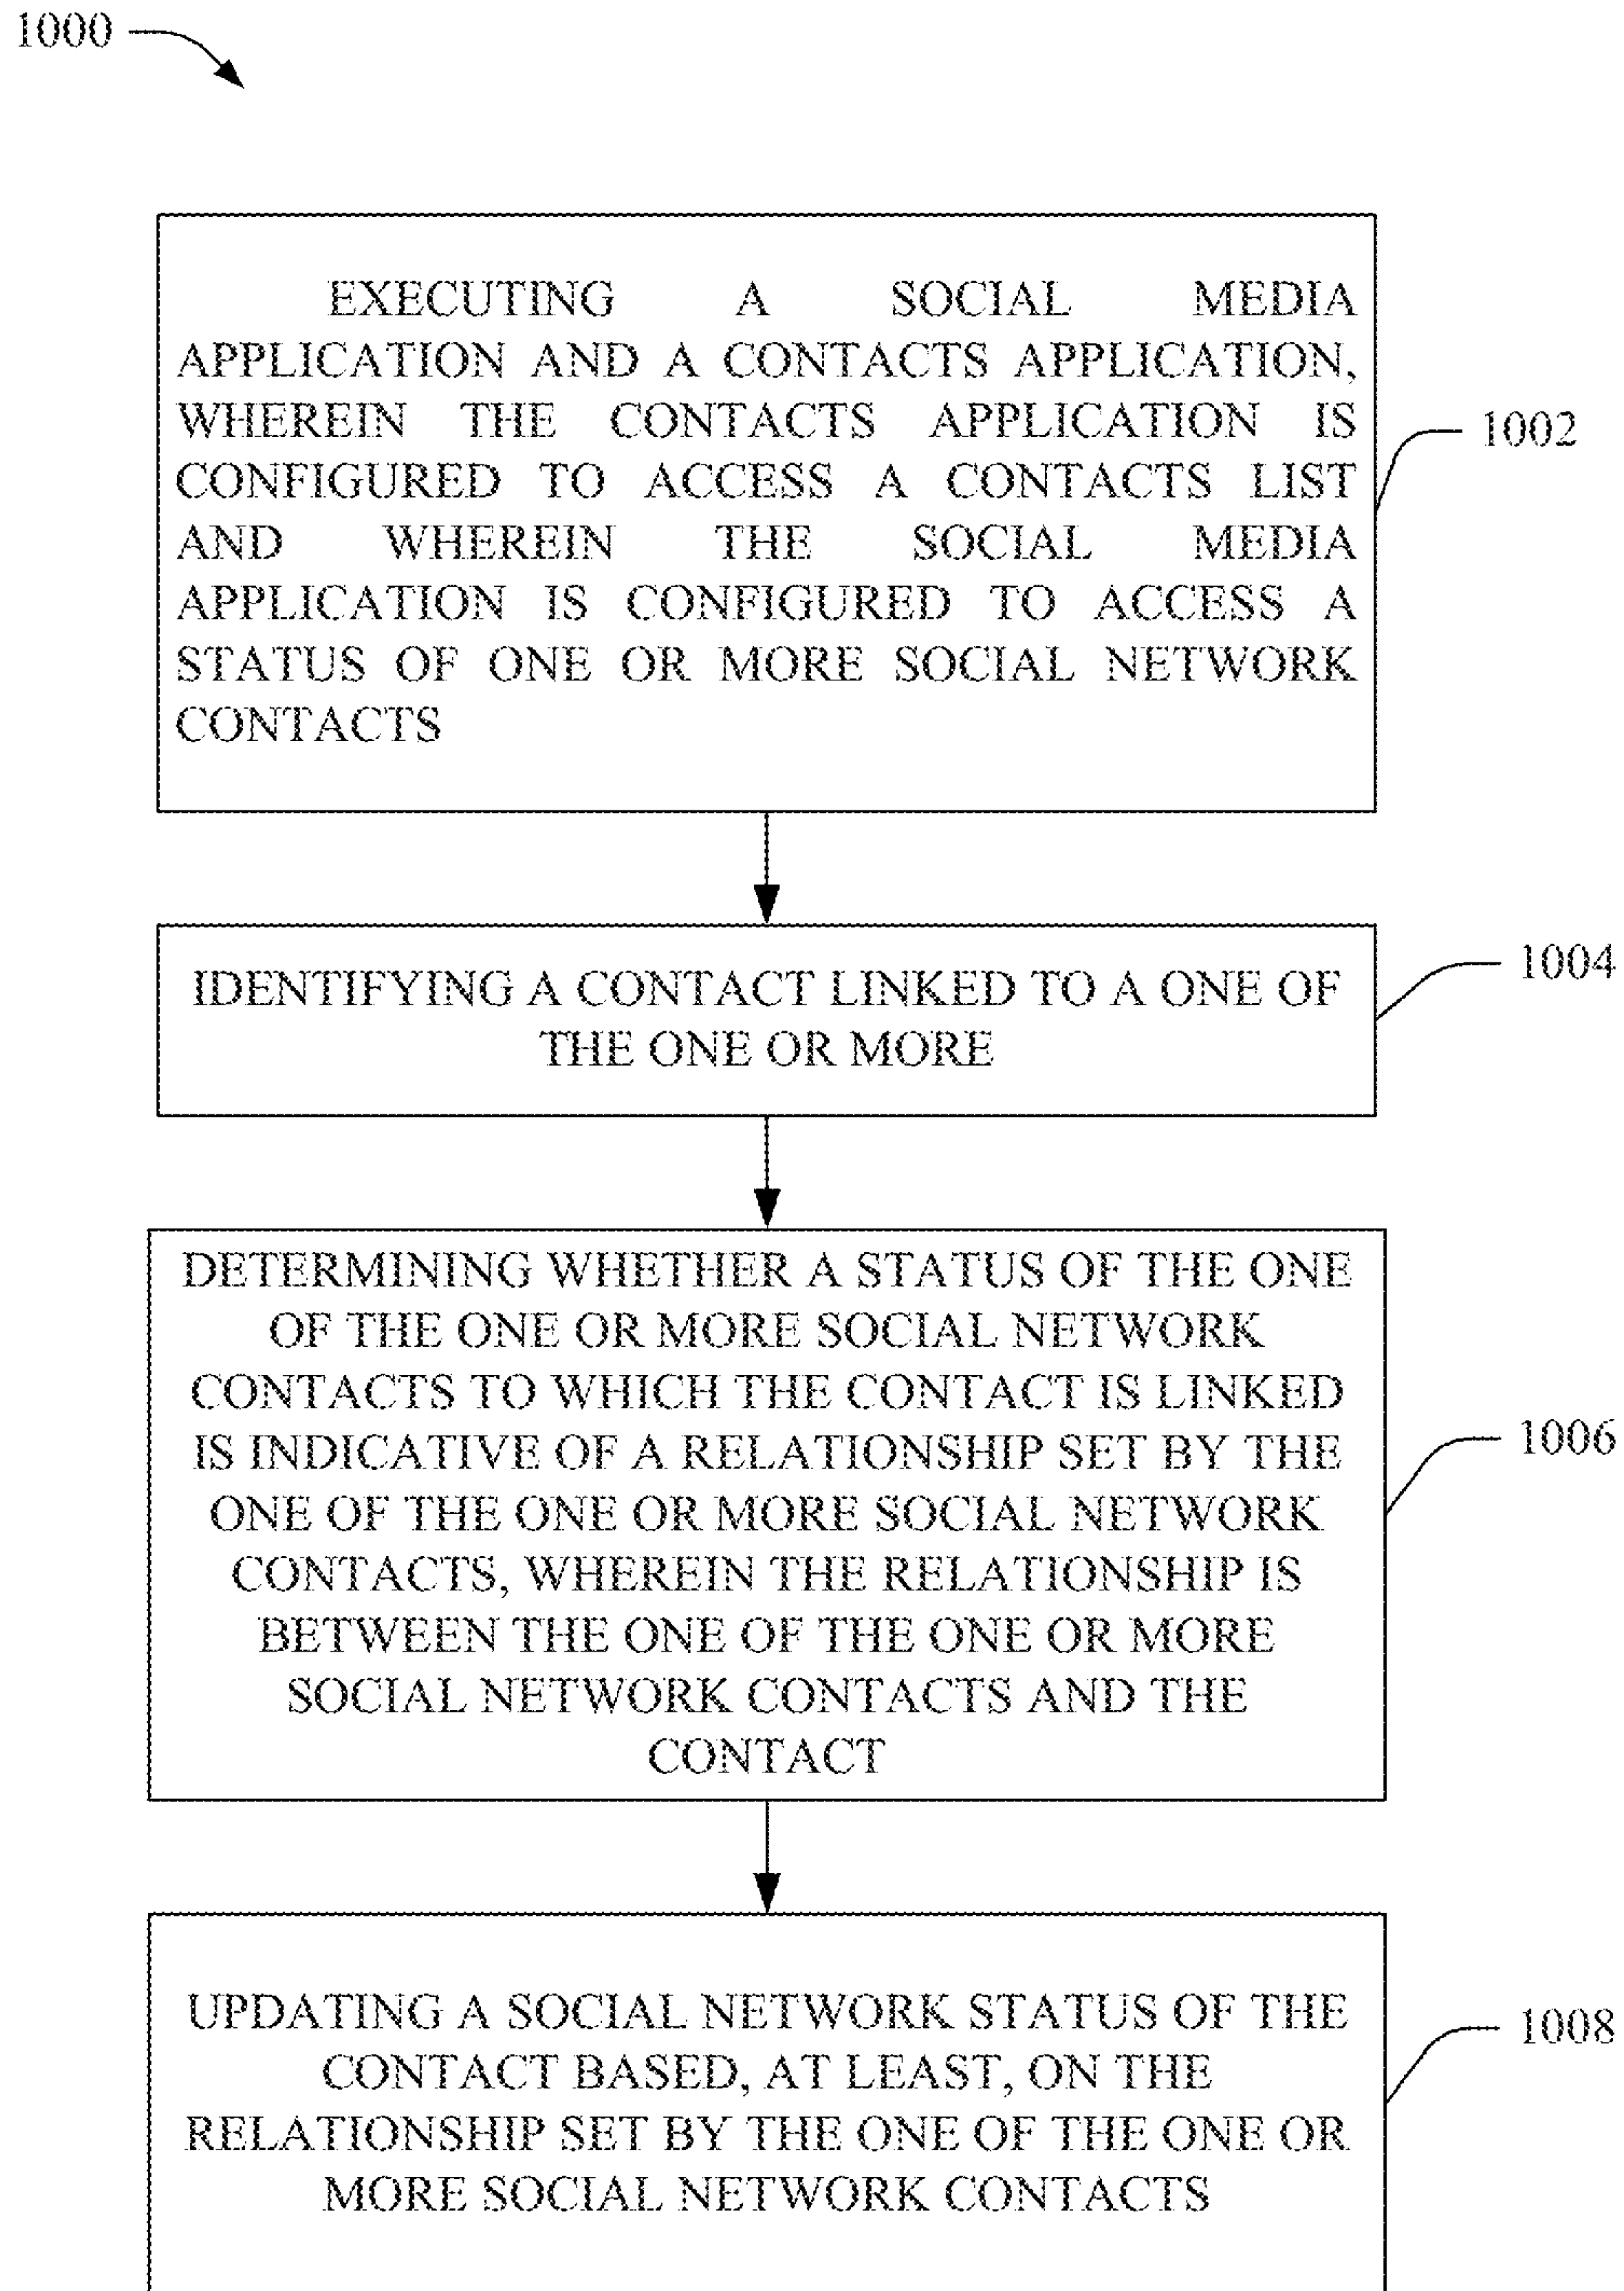 1000
EXECUTING A SOCIAL MEDIA
APPLICATION AND A CONTACTS APPLICATION,
WHEREIN THE CONTACTS APPLICATION IS
CONFIGURED TO ACCESS A CONTACTS LIST
AND WHEREIN THE SOCIAL MEDIA
APPLICATION IS CONFIGURED TO ACCESS A
STATUS OF ONE OR MORE SOCIAL NETWORK
CONTACTS
1002
IDENTIFYING A CONTACT LINKED TO A ONE OF
THE ONE OR MORE
1004
DETERMINING WHETHER A STATUS OF THE ONE
OF THE ONE OR MORE SOCIAL NETWORK
CONTACTS TO WHICH THE CONTACT IS LINKED
IS INDICATIVE OF A RELATIONSHIP SET BY THE
ONE OF THE ONE OR MORE SOCIAL NETWORK
CONTACTS, WHEREIN THE RELATIONSHIP IS
BETWEEN THE ONE OF THE ONE OR MORE
SOCIAL NETWORK CONTACTS AND THE
CONTACT
1006
UPDATING A SOCIAL NETWORK STATUS OF THE
CONTACT BASED, AT LEAST, ON THE
RELATIONSHIP SET BY THE ONE OF THE ONE OR
MORE SOCIAL NETWORK CONTACTS
1008